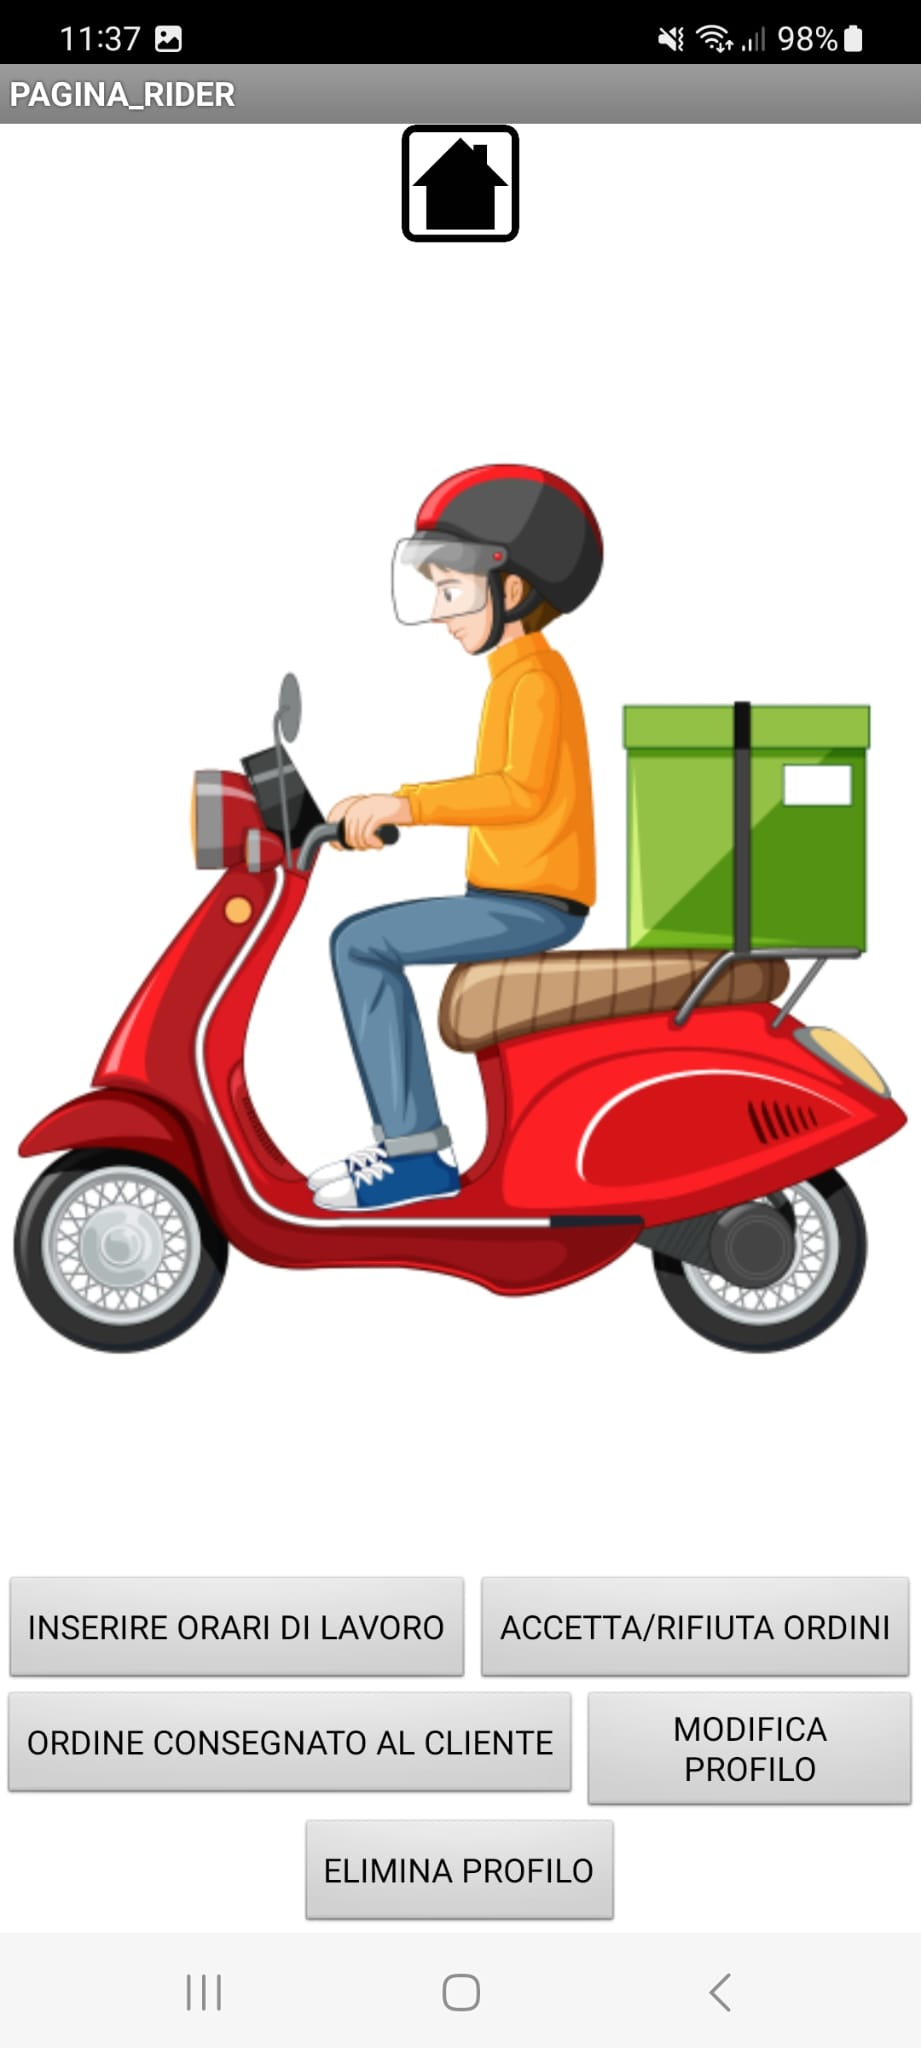 11:37
98%
PAGINA_RIDER
INSERIRE ORARI DI LAVORO
ACCETTA/RIFIUTA ORDINI
ORDINE CONSEGNATO AL CLIENTE
MODIFICA
PROFILO
ELIMINA PROFILO